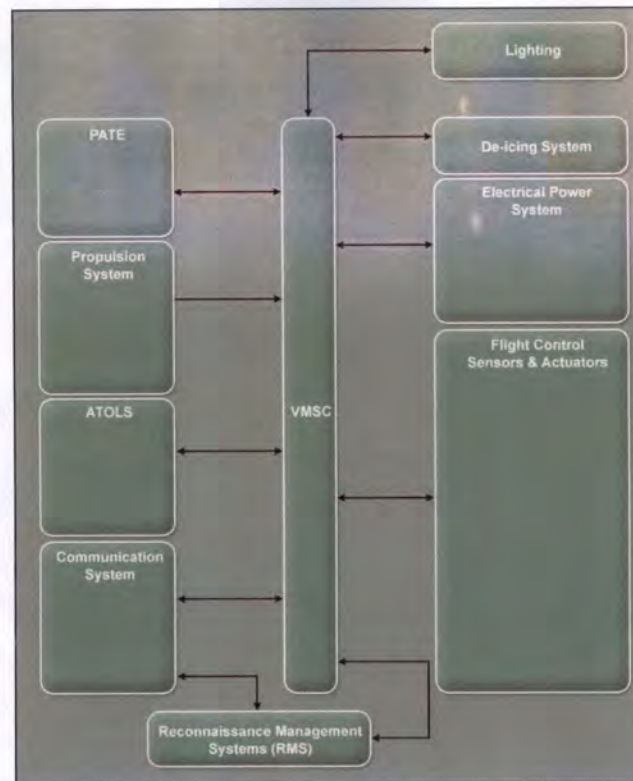 Lighting
PATE
De-icing System
Electrical Power
System
Propulsion
System
Flight Control
Sensors & Actuators
ATOLS
VMSC
Communication
System
Reconnaissance Management
Systems (RMS)